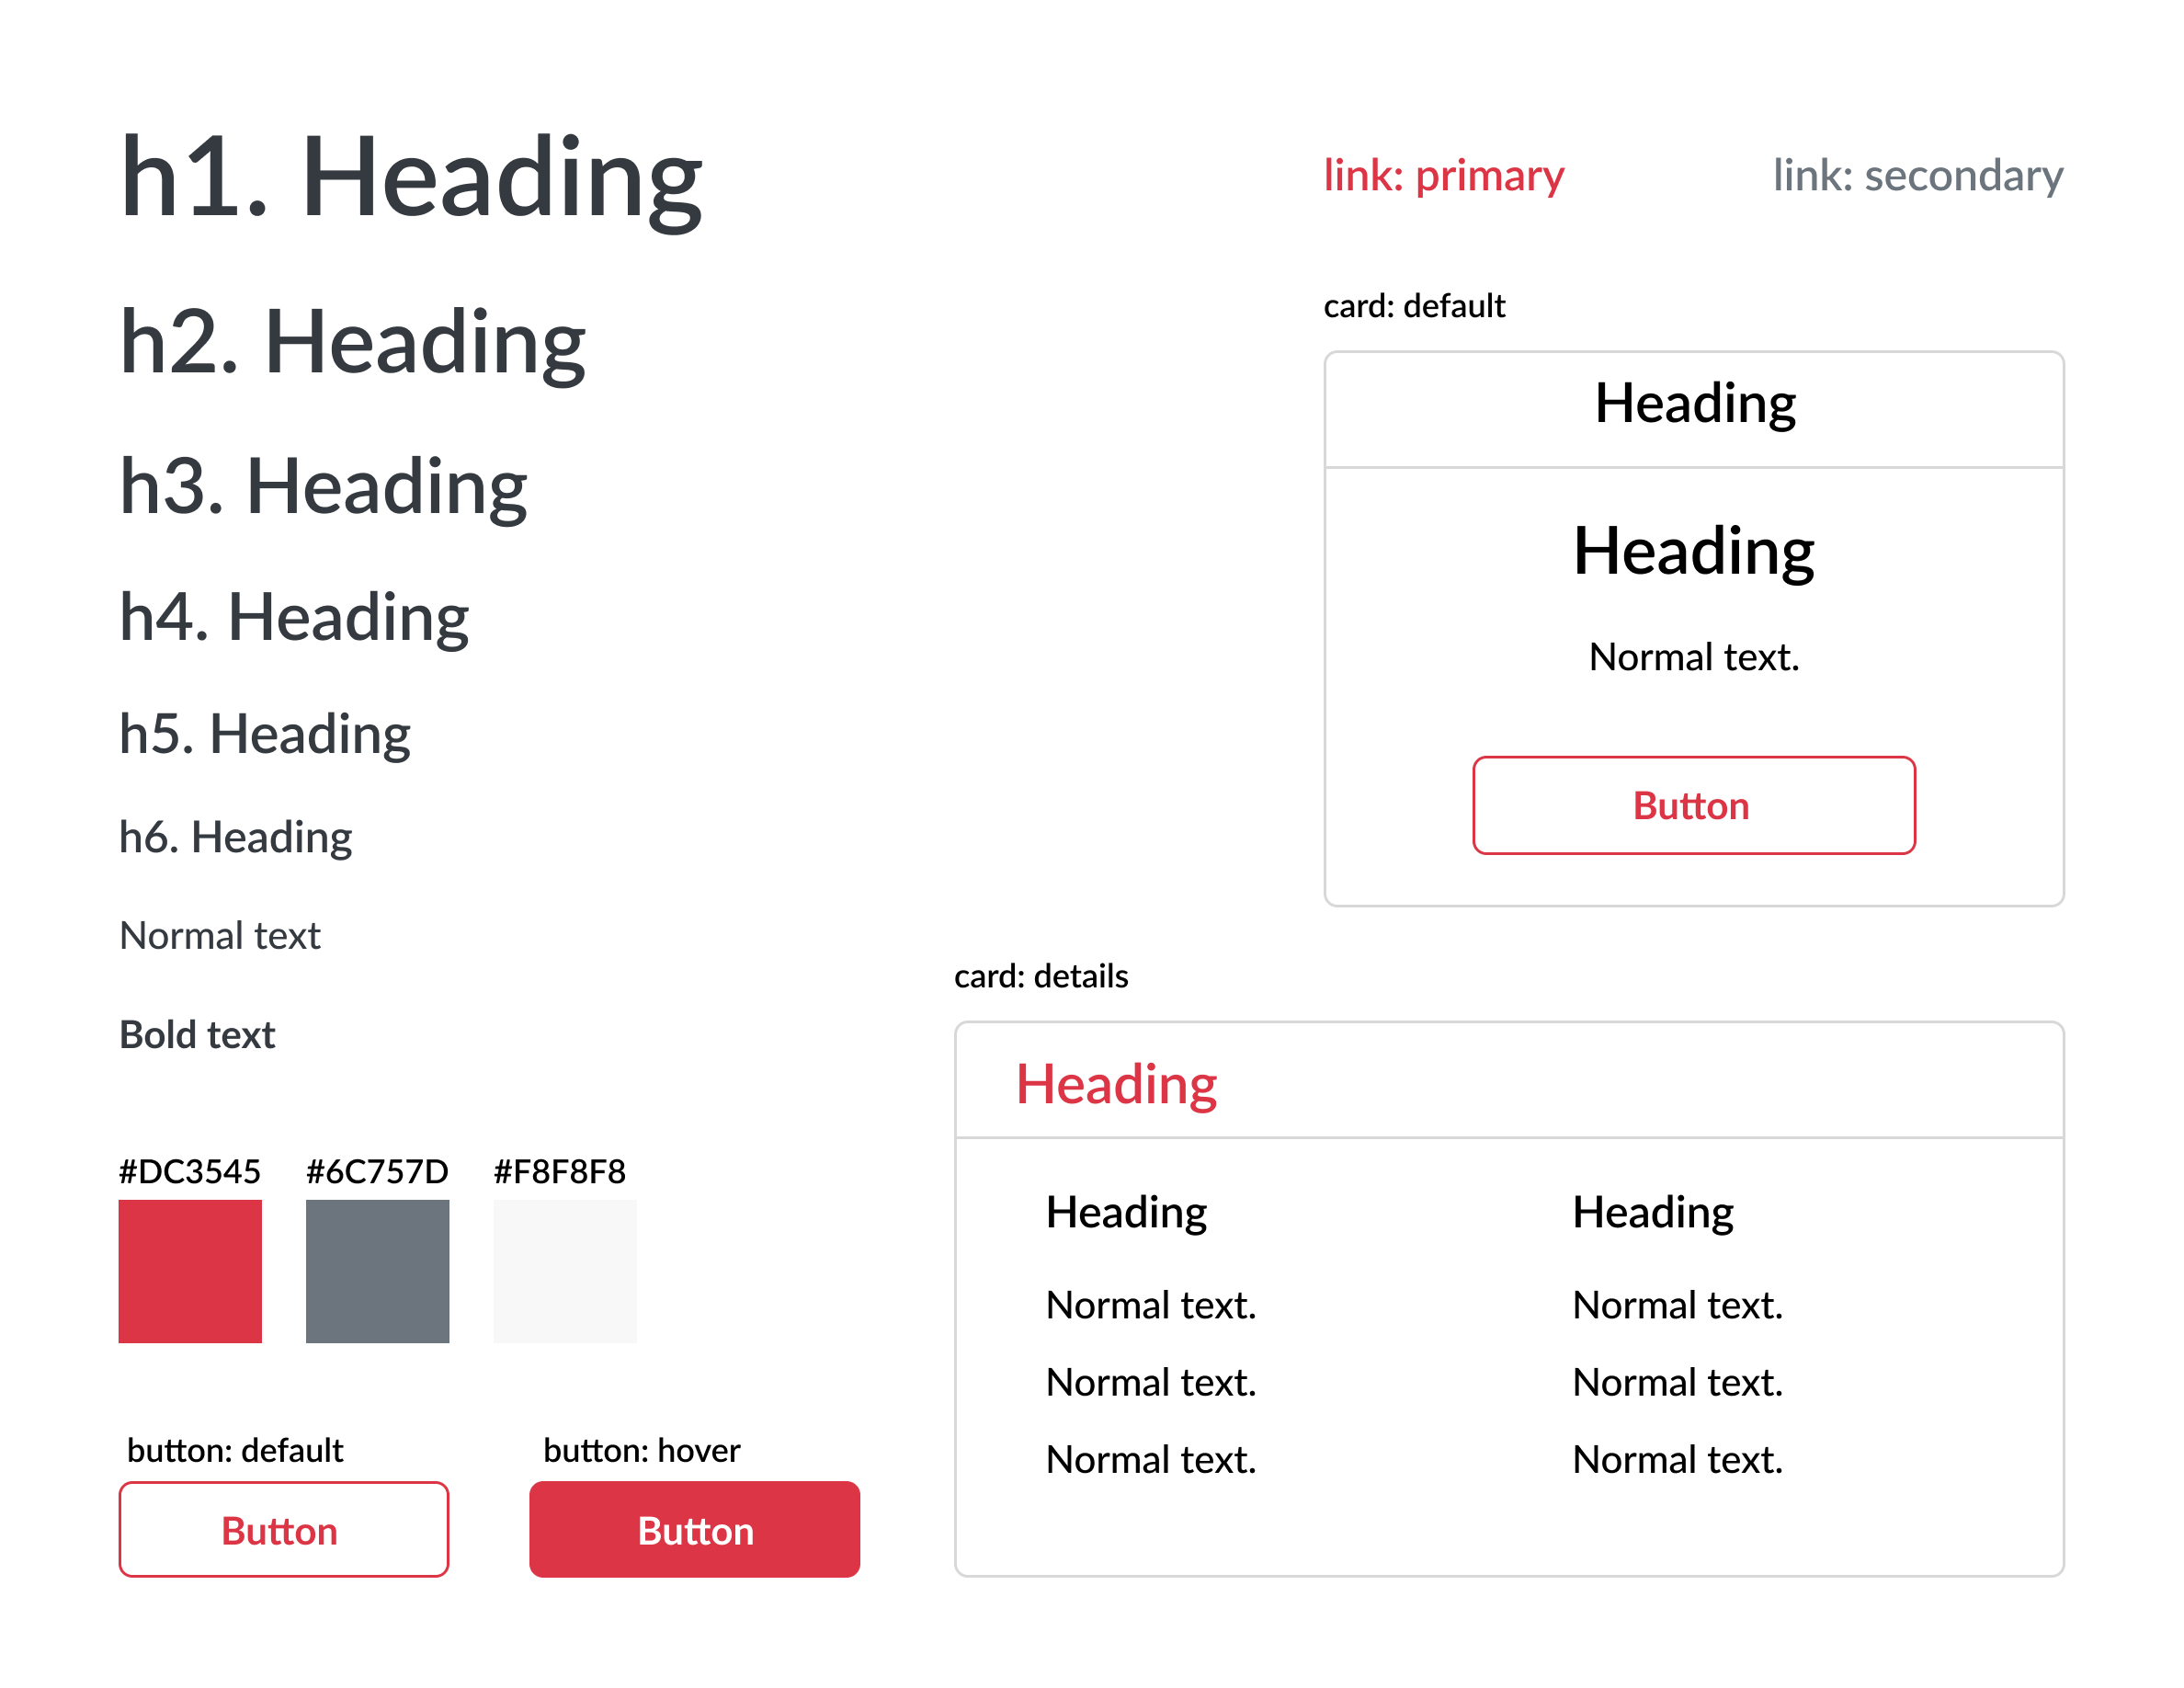 h1. Heading
h2. Heading
h3. Heading
h4. Heading
h5. Heading
h6. Heading
Normal text
Bold text
#DC3545 #6C757D #F8F8F8
button: default button: hover
Button Button
link: primary link: secondary
card: default
Heading
Heading
Normal text.
Button
card: details
Heading
Heading Heading
Normal text. Normal text.
Normal text. Normal text.
Normal text. Normal text.